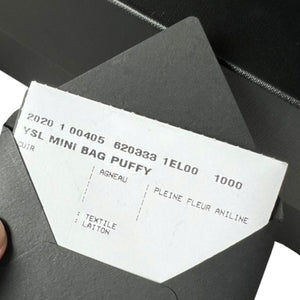 2020 1 00405 620333 1EL00 1000
YSL MINI BAG PUFFY
CUIR
AGNEAU
PLEINE FLEUR ANILINE
TEXTILE
LAITON